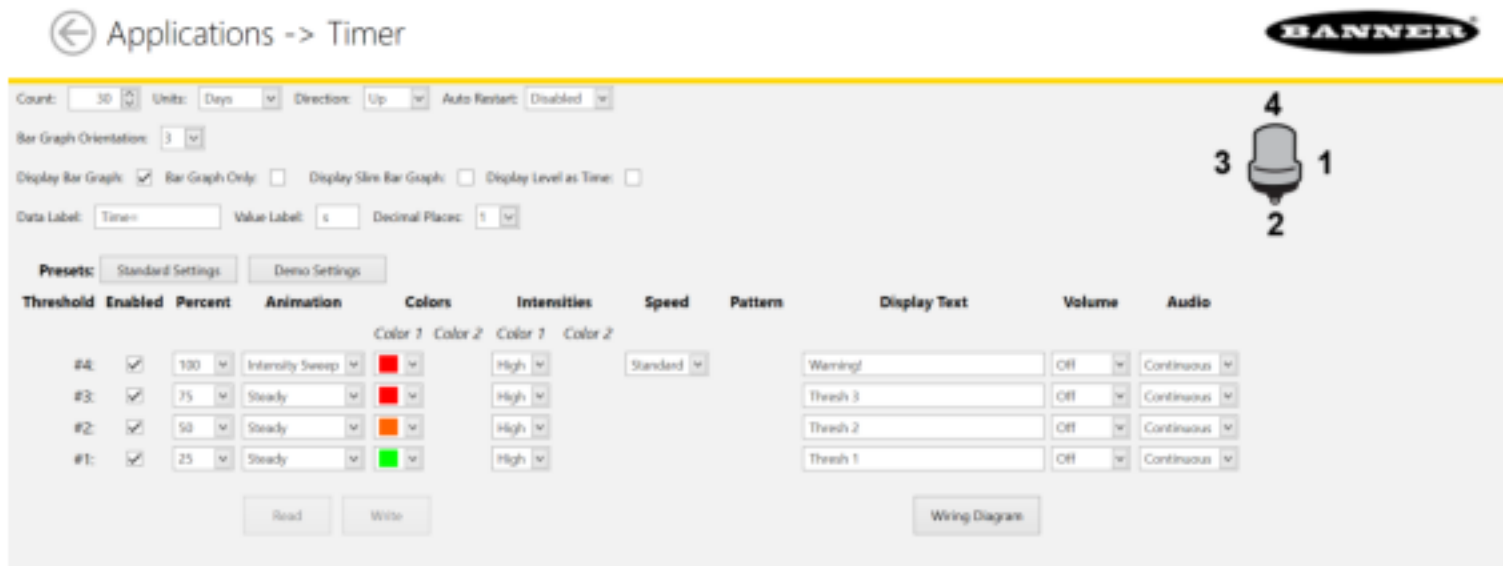 Applications -> Timer
BANNER
Count: 30 Units: Days Direction: Up Auto Restart: Disabled
4
Bar Graph Orientation: 3
3 1
Display Bar Graph: Bar Graph Only: Display Slim Bar Graph: Display Level as Time:
Data Label: Time= Value Label: s Decimal Places: 1
2
Presets: Standard Settings Demo Settings
Threshold Enabled Percent Animation Colors Intensities Speed Pattern Display Text Volume Audio
Color 1 Color 2 Color 1 Color 2
#4: 100 Intensity Sweep High Standard Warning! Off Continuous
#3: 75 Steady High Thresh 3 Off Continuous
#2: 50 Steady High Thresh 2 Off Continuous
#1: 25 Steady High Thresh 1 Off Continuous
Read Write Wiring Diagram